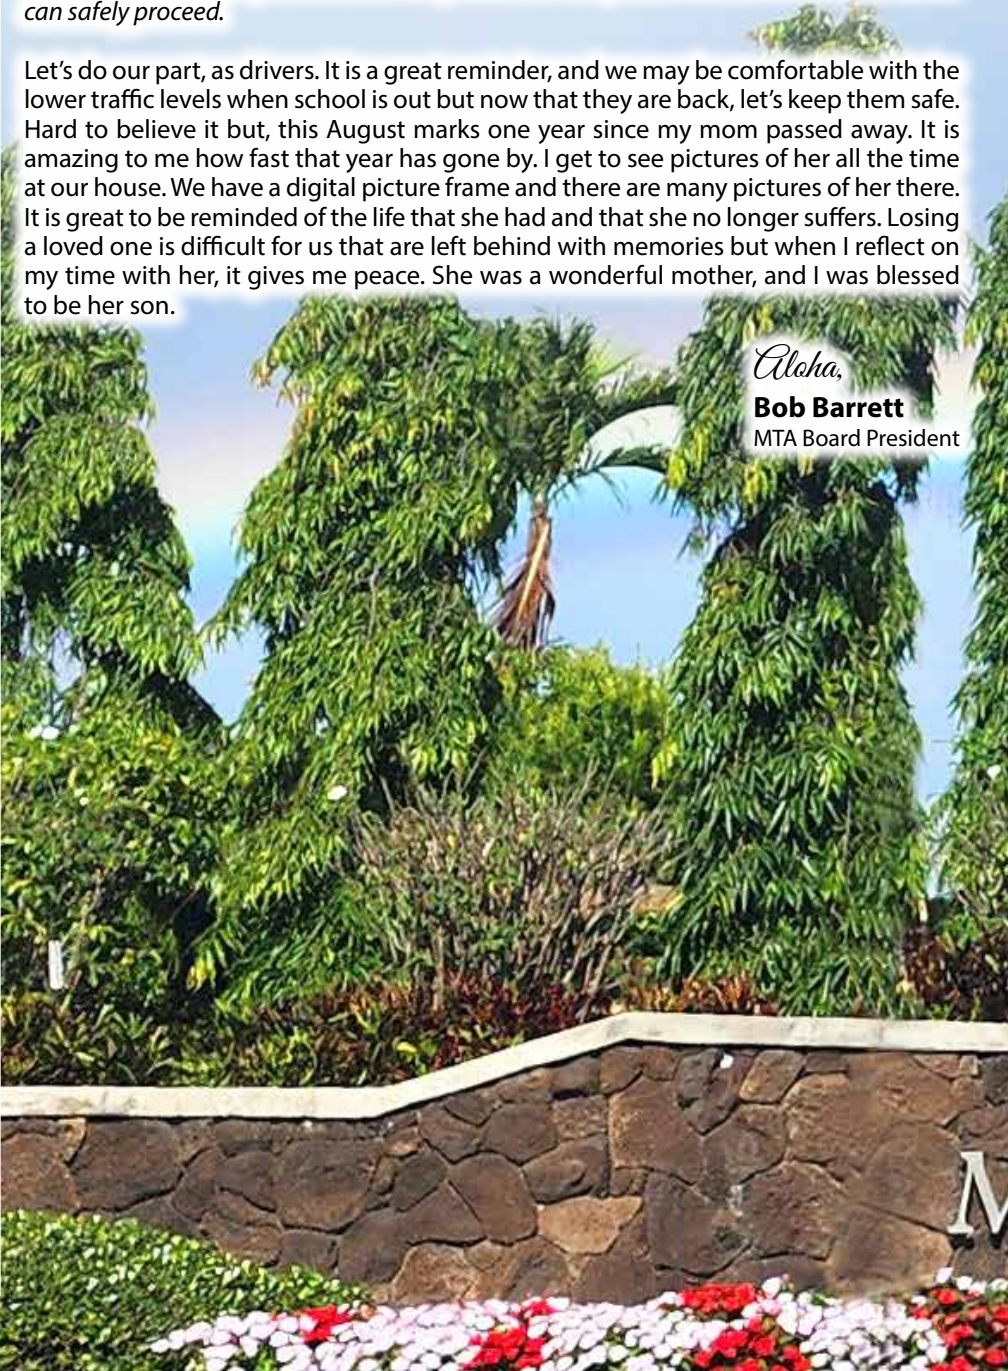 can safely proceed.
Let’s do our part, as drivers. It is a great reminder, and we may be comfortable with the
lower traffic levels when school is out but now that they are back, let’s keep them safe.
Hard to believe it but, this August marks one year since my mom passed away. It is
amazing to me how fast that year has gone by. I get to see pictures of her all the time
at our house. We have a digital picture frame and there are many pictures of her there.
It is great to be reminded of the life that she had and that she no longer suffers. Losing
a loved one is difficult for us that are left behind with memories but when I reflect on
my time with her, it gives me peace. She was a wonderful mother, and I was blessed
to be her son.
Aloha,
Bob Barrett
MTA Board President
M